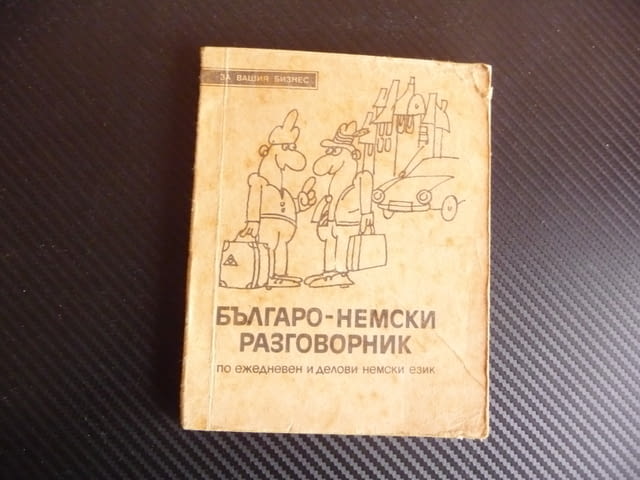 ЗА ВАШИЯ БИЗНЕС
БЪЛГАРО-НЕМСКИ
РАЗГОВОРНИК
ПО ЕЖЕДНЕВЕН И ДЕЛОВИ НЕМСКИ ЕЗИК